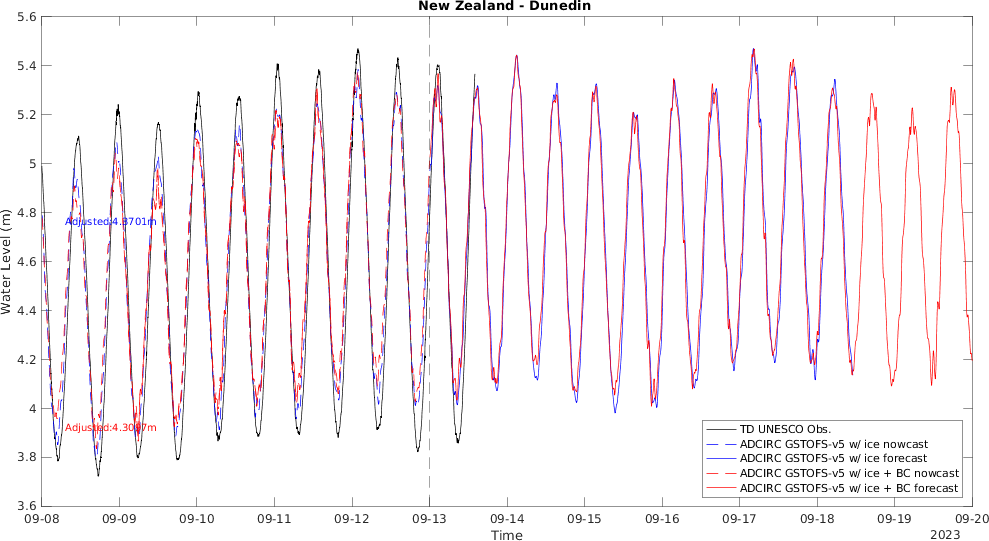 New Zealand - Dunedin
5.6
5.4
5.2
5
4.8
4.6
4.4
4.2
4
3.8
3.6
Water Level (m)
Adjusted:4.3701m
TD UNESCO Obs.
ADCIRC GSTOFS-v5 w/ ice nowcast
ADCIRC GSTOFS-v5 w/ ice forecast
ADCIRC GSTOFS-v5 w/ ice + BC nowcast
ADCIRC GSTOFS-v5 w/ ice + BC forecast
09-08 09-09 09-10 09-11 09-12 09-13 09-14 09-15 09-16 09-17 09-18 09-19 09-20
Time
2023